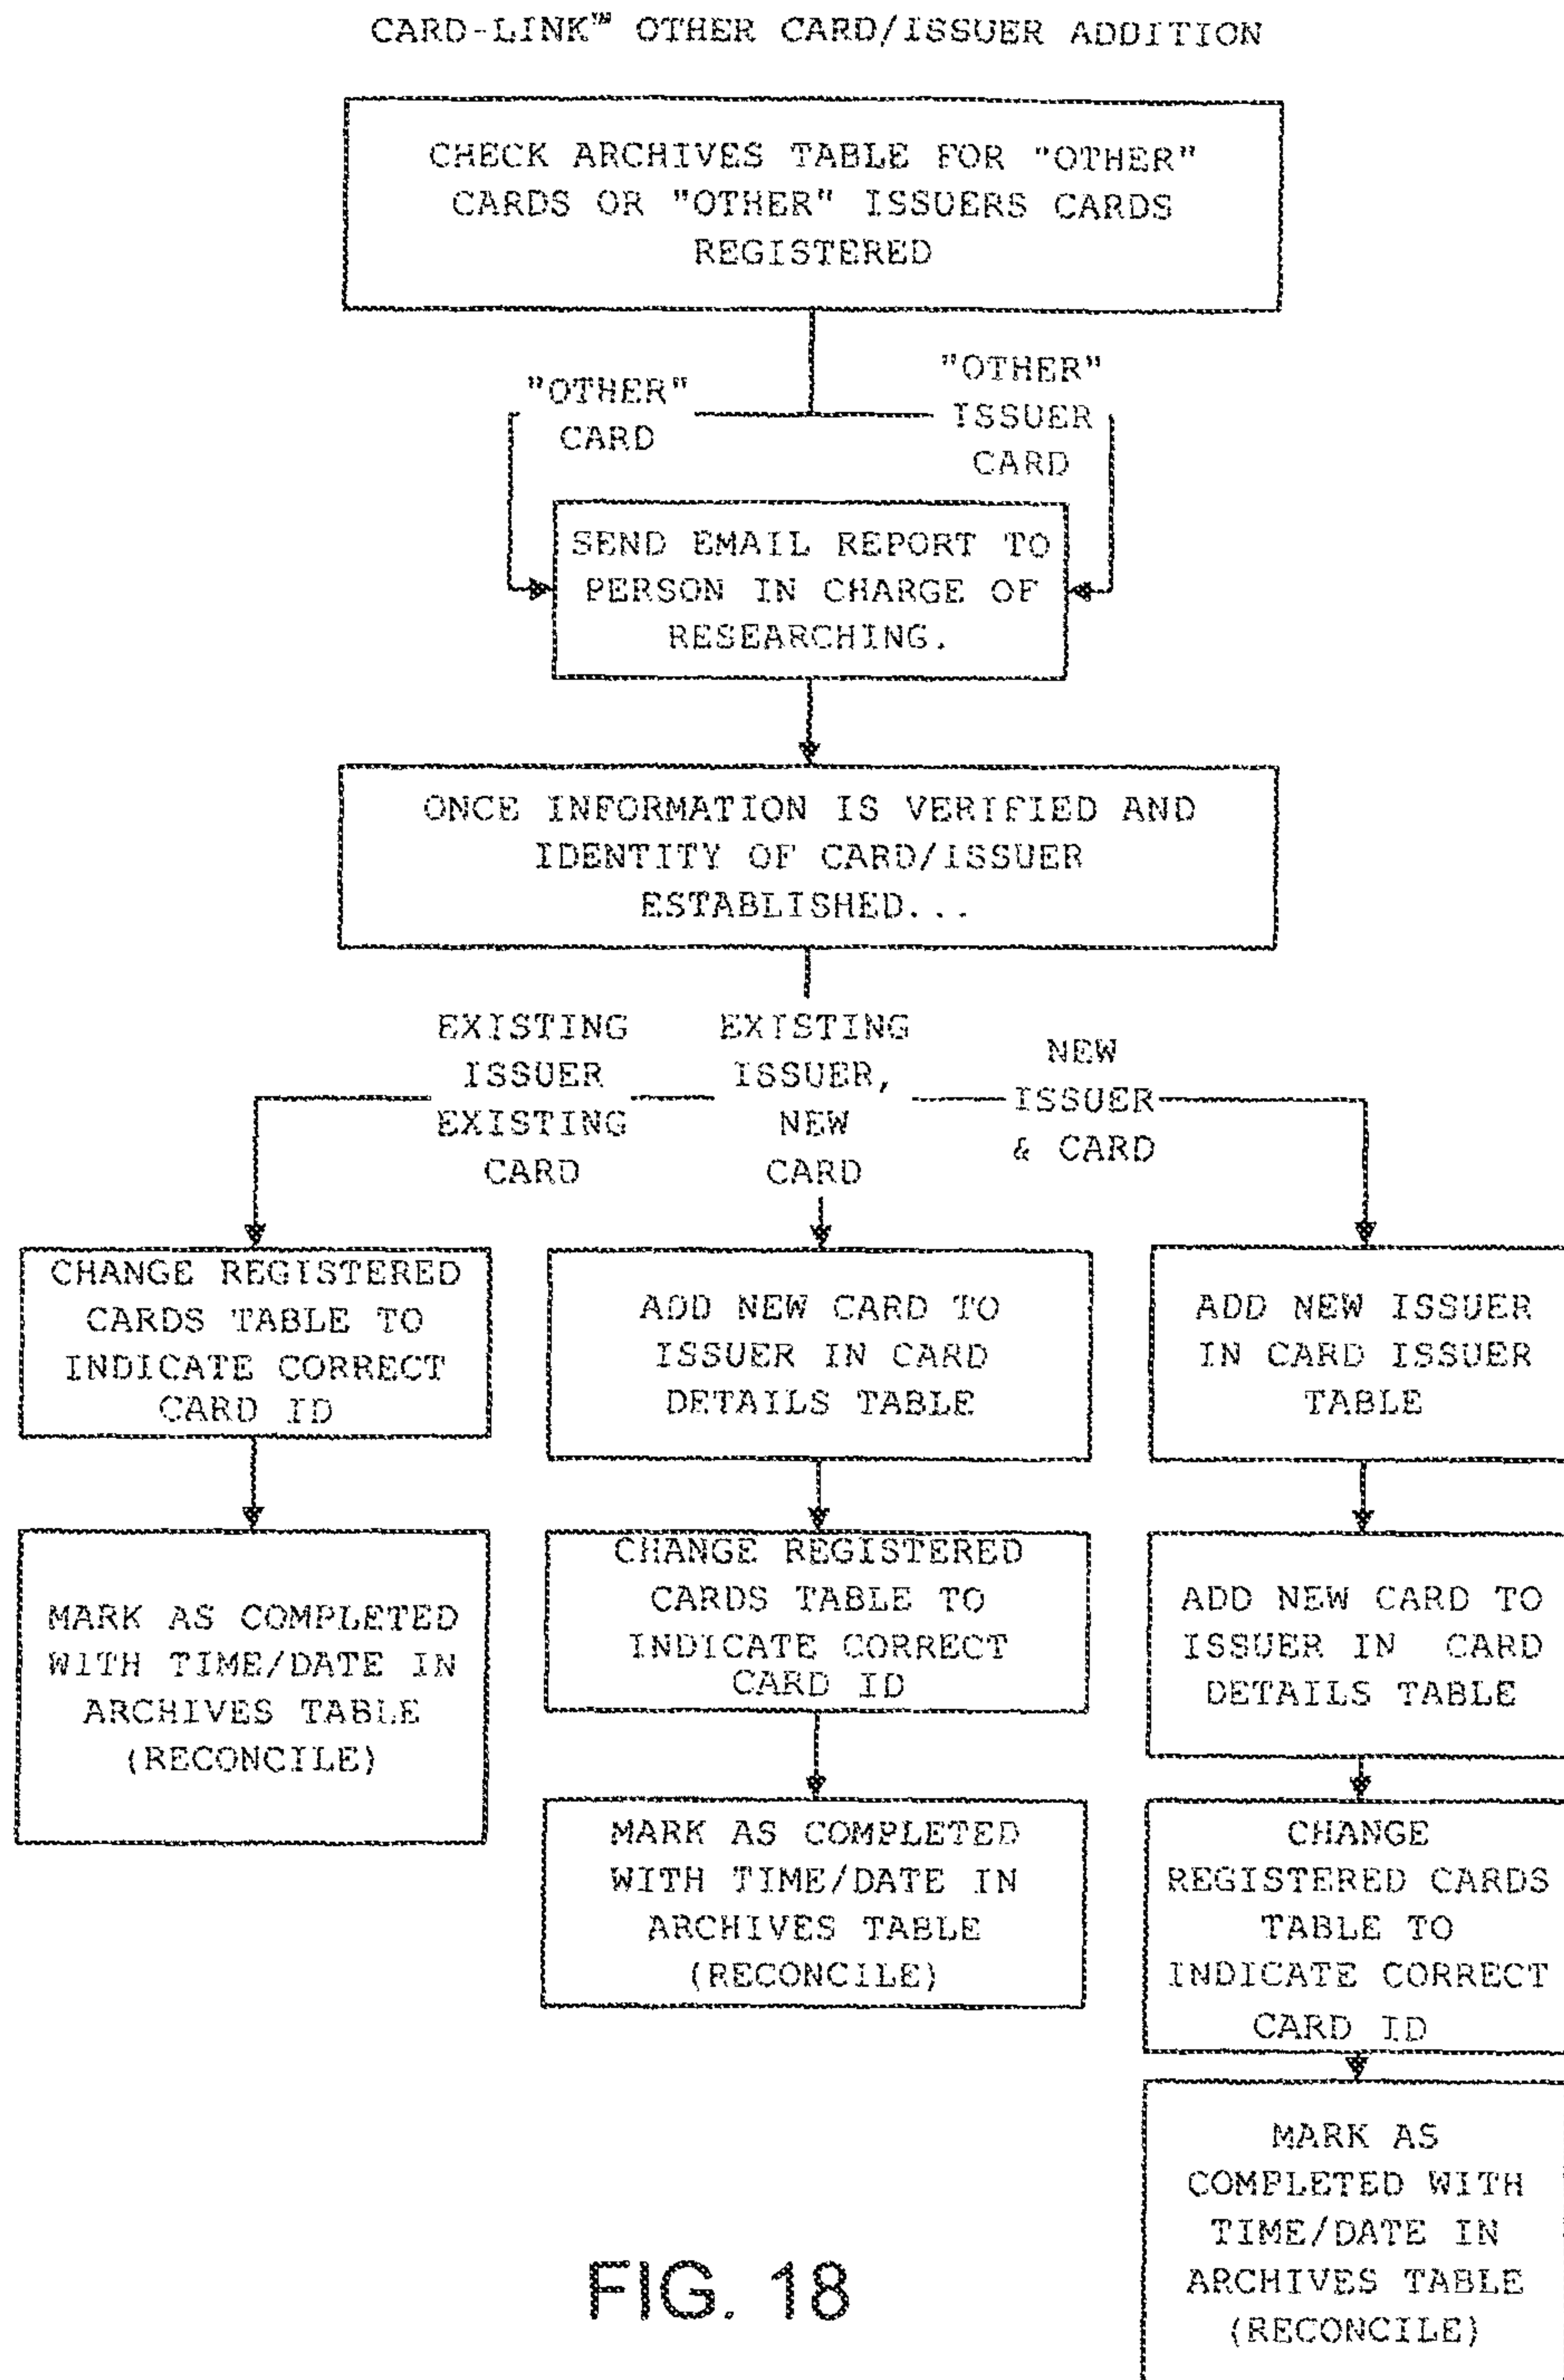 CARD-LINK™ OTHER CARD/ISSUER ADDITION
CHECK ARCHIVES TABLE FOR "OTHER"
CARDS OR "OTHER" ISSUERS CARDS
REGISTERED
"OTHER"
CARD
"OTHER"
ISSUER
CARD
SEND EMAIL REPORT TO
PERSON IN CHARGE OF
RESEARCHING.
ONCE INFORMATION IS VERIFIED AND
IDENTITY OF CARD/ISSUER
ESTABLISHED...
EXISTING
ISSUER
EXISTING
CARD
EXISTING
ISSUER,
NEW
CARD
NEW
ISSUER
& CARD
CHANGE REGISTERED
CARDS TABLE TO
INDICATE CORRECT
CARD ID
MARK AS COMPLETED
WITH TIME/DATE IN
ARCHIVES TABLE
(RECONCILE)
ADD NEW CARD TO
ISSUER IN CARD
DETAILS TABLE
CHANGE REGISTERED
CARDS TABLE TO
INDICATE CORRECT
CARD ID
MARK AS COMPLETED
WITH TIME/DATE IN
ARCHIVES TABLE
(RECONCILE)
ADD NEW ISSUER
IN CARD ISSUER
TABLE
ADD NEW CARD TO
ISSUER IN CARD
DETAILS TABLE
CHANGE
REGISTERED CARDS
TABLE TO
INDICATE CORRECT
CARD ID
MARK AS
COMPLETED WITH
TIME/DATE IN
ARCHIVES TABLE
(RECONCILE)
FIG. 18